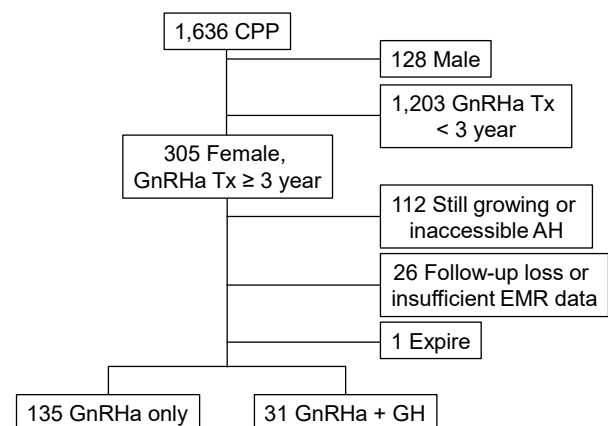 1,636 CPP
128 Male
1,203 GnRHa Tx
< 3 year
305 Female,
GnRHa Tx ≥ 3 year
112 Still growing or
inaccessible AH
26 Follow-up loss or
insufficient EMR data
1 Expire
135 GnRHa only
31 GnRHa + GH